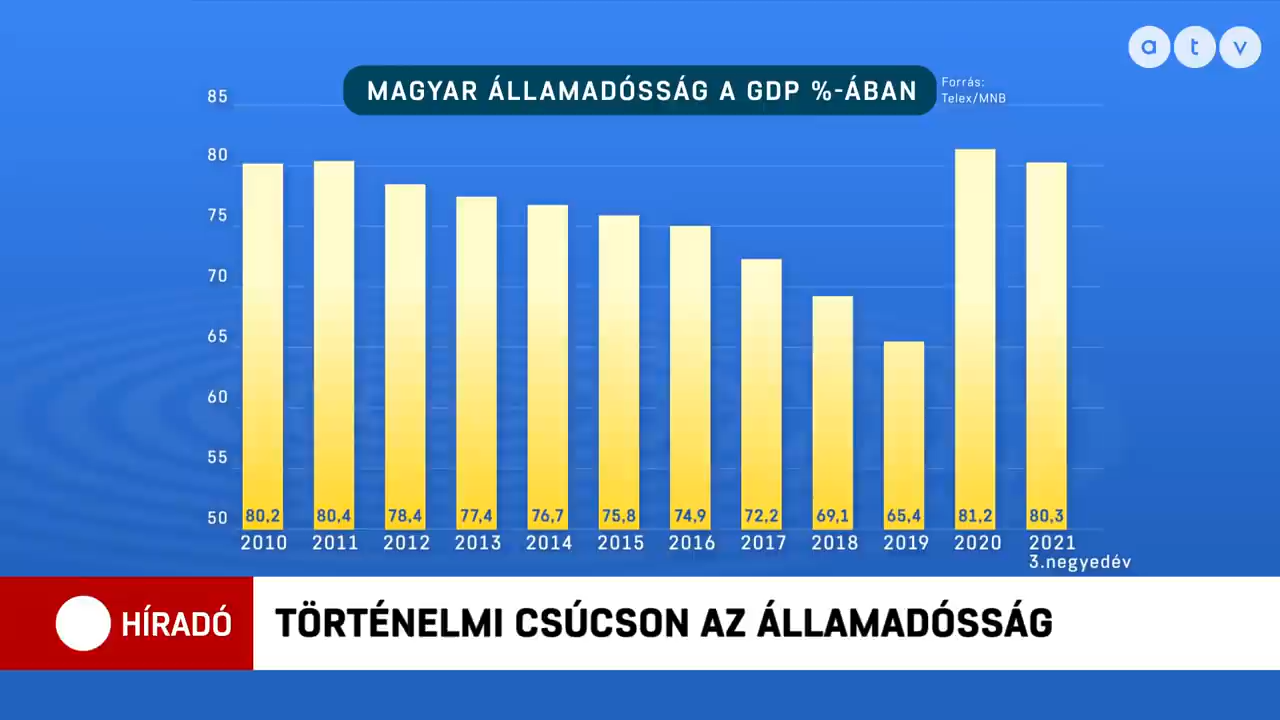 a t v
MAGYAR ÁLLAMADÓSSÁG A GDP %-ÁBAN
Forrás:
Telex/MNB
85
80
75
70
65
60
55
50
80,2 80,4 78,4 77,4 76,7 75,8 74,9 72,2 69,1 65,4 81,2 80,3
2010 2011 2012 2013 2014 2015 2016 2017 2018 2019 2020 2021
3.negyedév
HÍRADÓ
TÖRTÉNELMI CSÚCSON AZ ÁLLAMADÓSSÁG